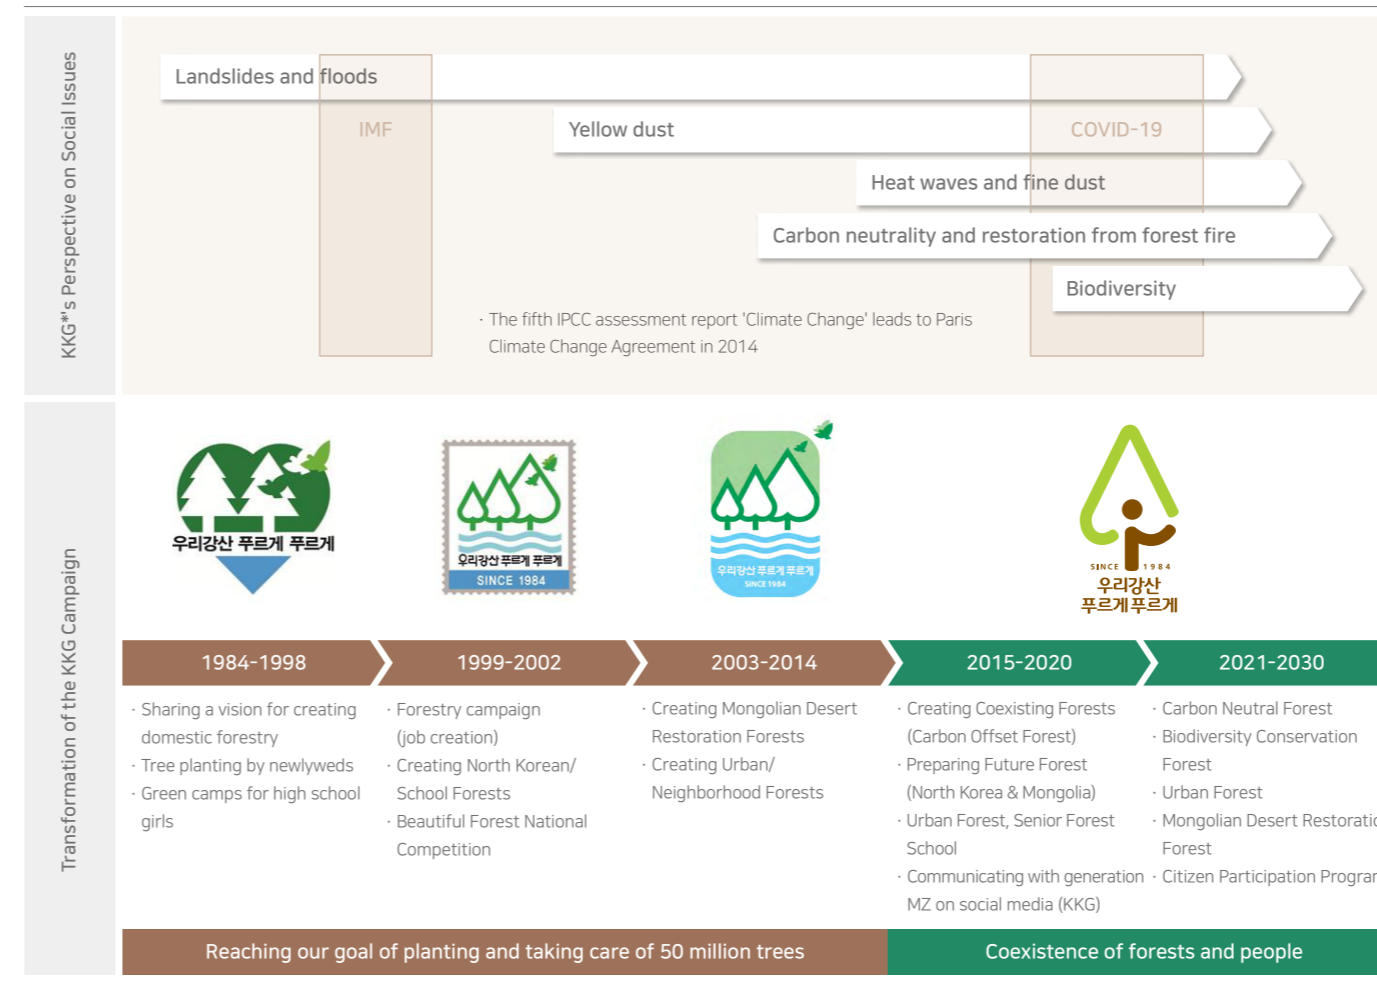 KKG*'s Perspective on Social Issues
Landslides and floods
IMF
Yellow dust
COVID-19
Heat waves and fine dust
Carbon neutrality and restoration from forest fire
Biodiversity
· The fifth IPCC assessment report 'Climate Change' leads to Paris
Climate Change Agreement in 2014
Transformation of the KKG Campaign
우리강산 푸르게 푸르게
우리강산 푸르게 푸르게
SINCE 1984
우리강산 푸르게 푸르게
SINCE 1984
SINCE 1984
우리강산
푸르게 푸르게
1984-1998
· Sharing a vision for creating
domestic forestry
· Tree planting by newlyweds
· Green camps for high school
girls
1999-2002
· Forestry campaign
(job creation)
· Creating North Korean/
School Forests
· Beautiful Forest National
Competition
2003-2014
· Creating Mongolian Desert
Restoration Forests
· Creating Urban/
Neighborhood Forests
2015-2020
· Creating Coexisting Forests
(Carbon Offset Forest)
· Preparing Future Forest
(North Korea & Mongolia)
· Urban Forest, Senior Forest
School
· Communicating with generation
MZ on social media (KKG)
2021-2030
· Carbon Neutral Forest
· Biodiversity Conservation
Forest
· Urban Forest
· Mongolian Desert Restoratio
Forest
· Citizen Participation Progra
Reaching our goal of planting and taking care of 50 million trees
Coexistence of forests and people